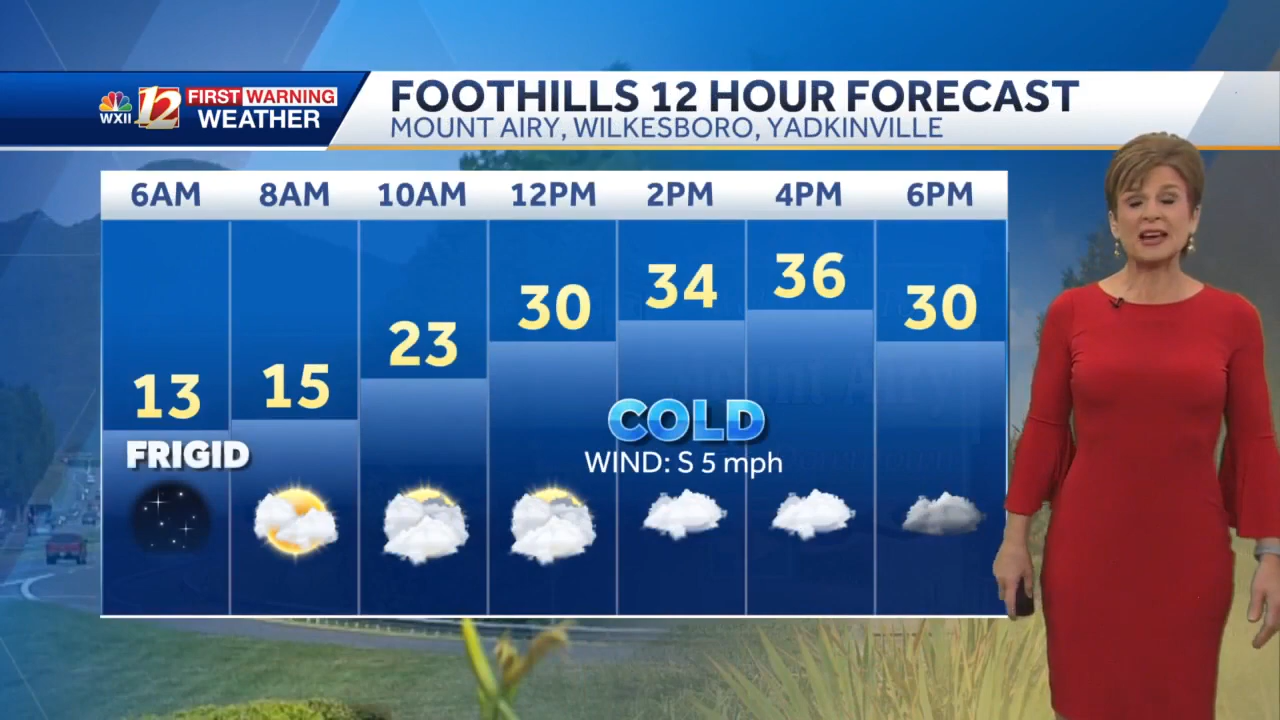 WXII
12
FIRST WARNING
WEATHER
FOOTHILLS 12 HOUR FORECAST
MOUNT AIRY, WILKESBORO, YADKINVILLE
6AM 8AM 10AM 12PM 2PM 4PM 6PM
13 15 23 30 34 36 30
FRIGID
COLD
WIND: S 5 mph